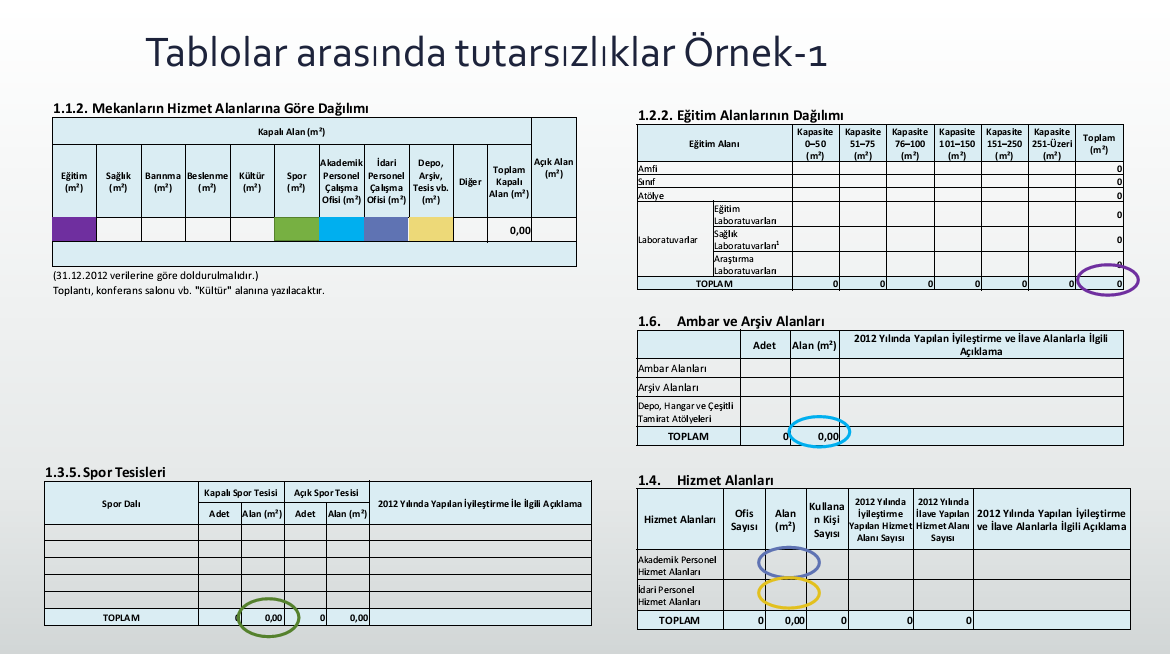 Tablolar arasında tutarsızlıklar Örnek-1
1.1.2. Mekanların Hizmet Alanlarına Göre Dağılımı
Kapalı Alan (m²)
Açık Alan (m²)
Eğitim (m²)
Sağlık (m²)
Barınma (m²)
Beslenme (m²)
Kültür (m²)
Spor (m²)
Akademik Personel Çalışma Ofisi (m²)
İdari Personel Çalışma Ofisi (m²)
Depo, Arşiv, Tesis vb. (m²)
Diğer
Toplam Kapalı Alan (m²)
0,00
(31.12.2012 verilerine göre doldurulmalıdır.)
Toplantı, konferans salonu vb. "Kültür" alanına yazılacaktır.
1.2.2. Eğitim Alanlarının Dağılımı
Eğitim Alanı
Kapasite 0–50 (m²)
Kapasite 51–75 (m²)
Kapasite 76–100 (m²)
Kapasite 101–150 (m²)
Kapasite 151–250 (m²)
Kapasite 251-Üzeri (m²)
Toplam (m²)
Amfi 0
Sınıf 0
Atölye 0
Laboratuvarlar
Eğitim Laboratuvarları 0
Sağlık Laboratuvarları¹ 0
Araştırma Laboratuvarları 0
TOPLAM 0 0 0 0 0 0 0
1.6. Ambar ve Arşiv Alanları
Adet
Alan (m²)
2012 Yılında Yapılan İyileştirme ve İlave Alanlarla İlgili Açıklama
Ambar Alanları
Arşiv Alanları
Depo, Hangar ve Çeşitli Tamirat Atölyeleri
TOPLAM 0 0,00
1.3.5. Spor Tesisleri
Spor Dalı
Kapalı Spor Tesisi
Açık Spor Tesisi
2012 Yılında Yapılan İyileştirme İle İlgili Açıklama
Adet
Alan (m²)
Adet
Alan (m²)
TOPLAM 0 0,00 0 0,00
1.4. Hizmet Alanları
Hizmet Alanları
Ofis Sayısı
Alan (m²)
Kullana
n Kişi
Sayısı
2012 Yılında İyileştirme Yapılan Hizmet Alanı Sayısı
2012 Yılında İlave Yapılan Hizmet Alanı Sayısı
2012 Yılında Yapılan İyileştirme ve İlave Alanlarla İlgili Açıklama
Akademik Personel Hizmet Alanları
İdari Personel Hizmet Alanları
TOPLAM 0 0,00 0 0 0